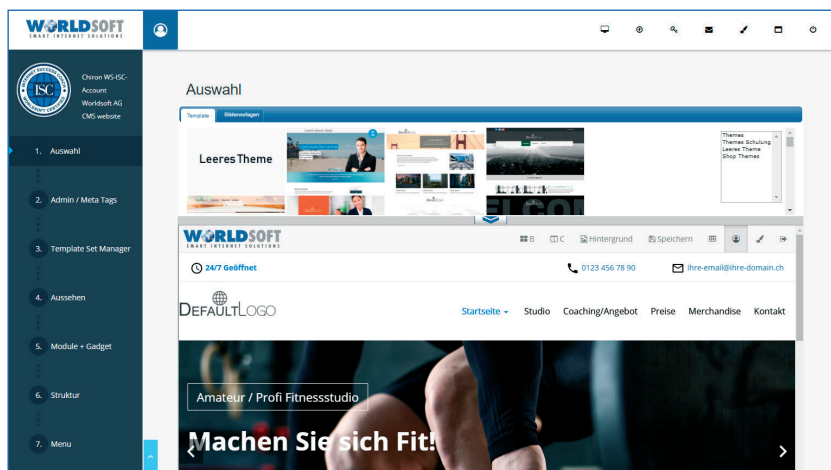 WORLDSOFT
SMART INTERNET SOLUTIONS
ISC
Chiron WS-ISC-
Account
Worldsoft AG
CMS website
1. Auswahl
2. Admin / Meta Tags
3. Template Set Manager
4. Aussehen
5. Module + Gadget
6. Struktur
7. Menu
Auswahl
Template Bildervorlagen
Leeres Theme
Themes
Themes Schulung
Leeres Theme
Shop Themes
WORLDSOFT
SMART INTERNET SOLUTIONS
B C Hintergrund Speichern
24/7 Geöffnet 0123 456 78 90 ihre-email@ihre-domain.ch
DEFAULTLOGO
Startseite Studio Coaching/Angebot Preise Merchandise Kontakt
Amateur / Profi Fitnessstudio
Machen Sie sich Fit!